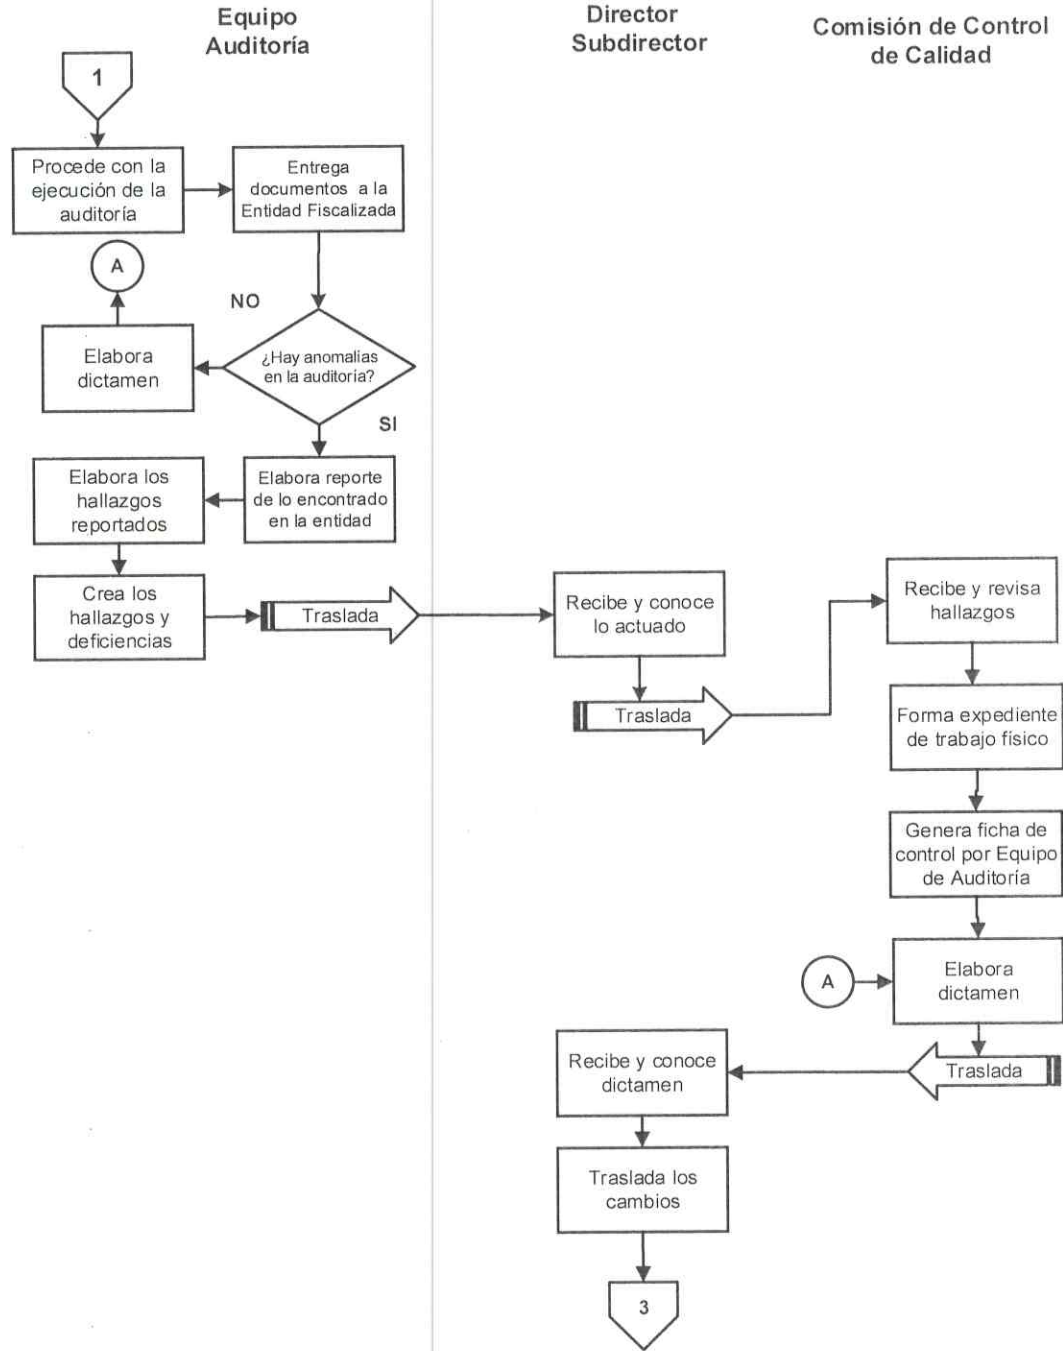 Equipo
Auditoría
Director
Subdirector
Comisión de Control
de Calidad
1
Procede con la
ejecución de la
auditoría
Entrega
documentos a la
Entidad Fiscalizada
A
NO
Elabora
dictamen
¿Hay anomalias
en la auditoria?
SI
Elabora los
hallazgos
reportados
Elabora reporte
de lo encontrado
en la entidad
Crea los
hallazgos y
deficiencias
Traslada
Recibe y conoce
lo actuado
Traslada
Recibe y revisa
hallazgos
Forma expediente
de trabajo físico
Genera ficha de
control por Equipo
de Auditoría
A
Elabora
dictamen
Traslada
Recibe y conoce
dictamen
Traslada los
cambios
3